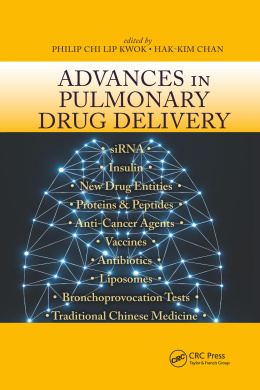 edited by
PHILIP CHI LIP KWOK • HAK-KIM CHAN
ADVANCES IN
PULMONARY
DRUG DELIVERY
• siRNA •
• Insulin •
• New Drug Entities •
• Proteins & Peptides •
• Anti-Cancer Agents •
• Vaccines •
• Antibiotics •
• Liposomes •
• Bronchoprovocation Tests •
• Traditional Chinese Medicine •
CRC
CRC Press
Taylor & Francis Group